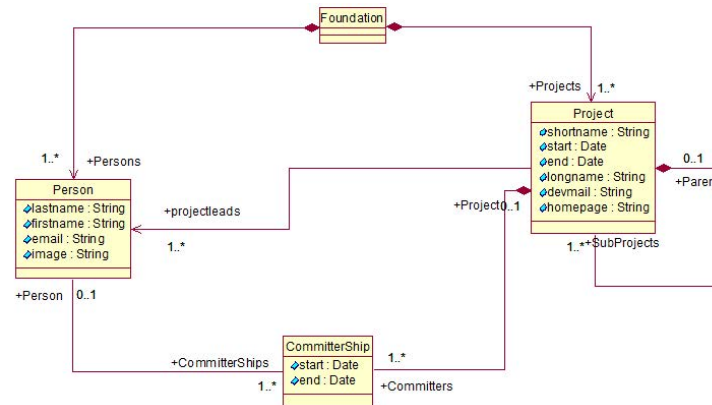 Foundation
+Projects
1..*
Project
shortname : String
start : Date
end : Date
longname : String
devmail : String
homepage : String
0..1
+Paren
1..*
+Persons
Person
lastname : String
firstname : String
email : String
image : String
+projectleads
1..*
+Project
0..1
1..*
+SubProjects
+Person
0..1
+CommitterShips
1..*
CommitterShip
start : Date
end : Date
1..*
+Committers